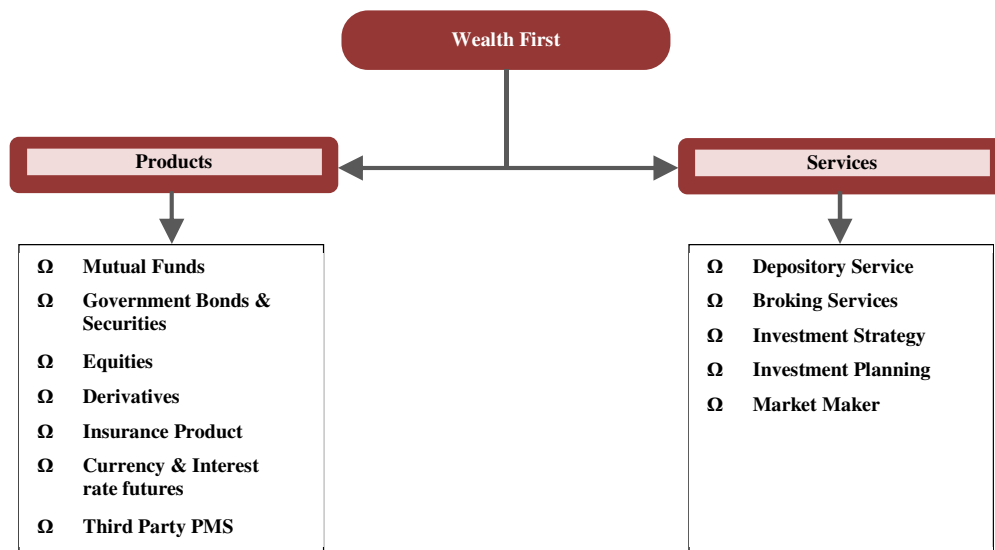 Wealth First
Products
Services
Ω Mutual Funds
Ω Government Bonds &
Securities
Ω Equities
Ω Derivatives
Ω Insurance Product
Ω Currency & Interest
rate futures
Ω Third Party PMS
Ω Depository Service
Ω Broking Services
Ω Investment Strategy
Ω Investment Planning
Ω Market Maker